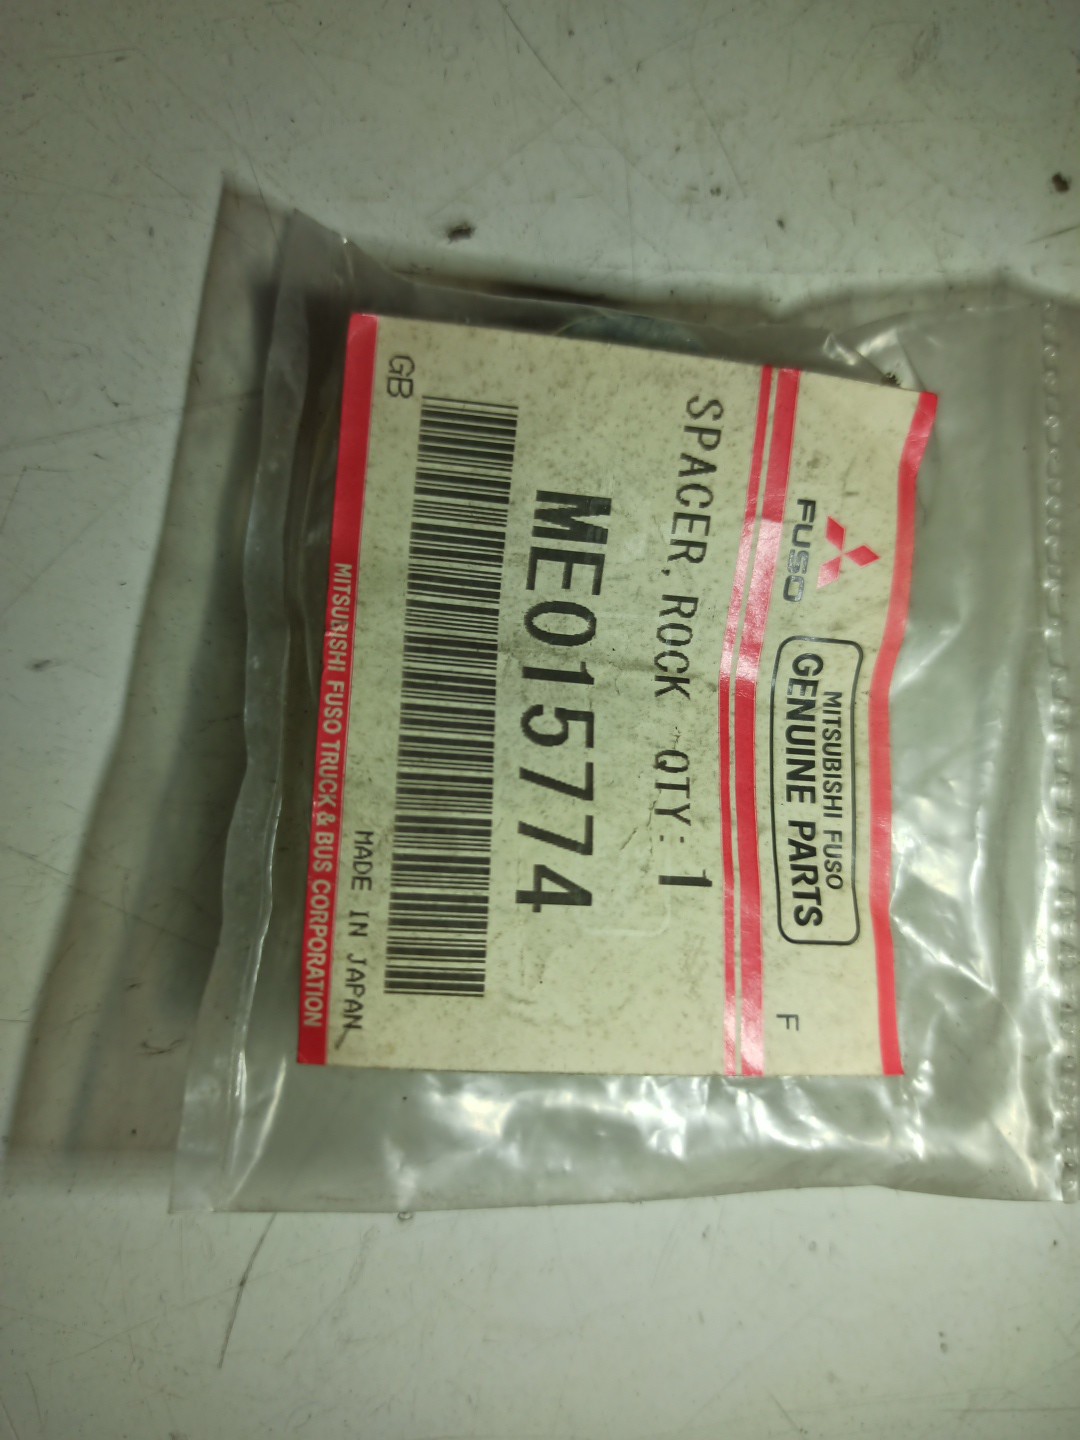 FUSO
MITSUBISHI FUSO
GENUINE PARTS
F
SPACER, ROCK QTY: 1
ME015774
GB
MADE IN JAPAN
MITSUBISHI FUSO TRUCK & BUS CORPORATION